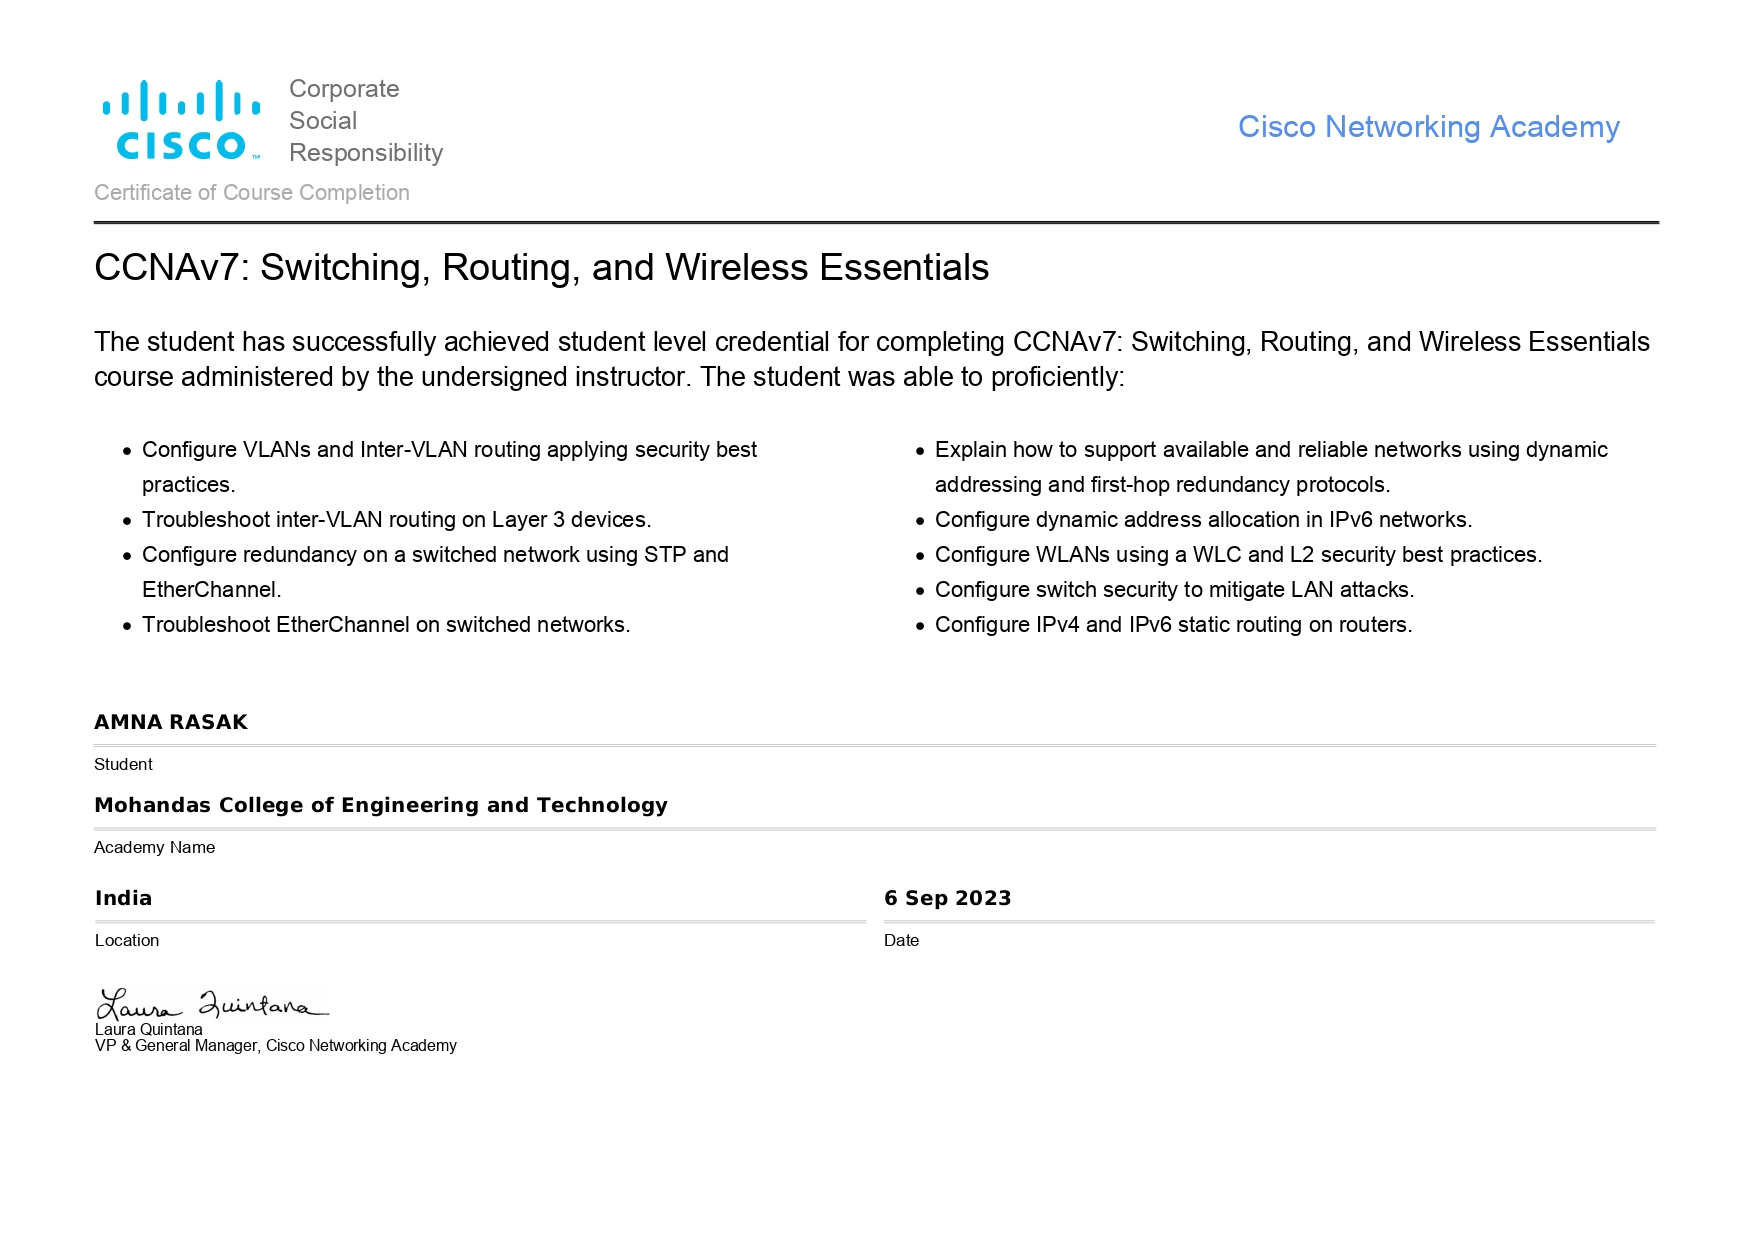 CISCO™
Corporate
Social
Responsibility
Cisco Networking Academy
Certificate of Course Completion
CCNAv7: Switching, Routing, and Wireless Essentials
The student has successfully achieved student level credential for completing CCNAv7: Switching, Routing, and Wireless Essentials
course administered by the undersigned instructor. The student was able to proficiently:
• Configure VLANs and Inter-VLAN routing applying security best
practices.
• Troubleshoot inter-VLAN routing on Layer 3 devices.
• Configure redundancy on a switched network using STP and
EtherChannel.
• Troubleshoot EtherChannel on switched networks.
• Explain how to support available and reliable networks using dynamic
addressing and first-hop redundancy protocols.
• Configure dynamic address allocation in IPv6 networks.
• Configure WLANs using a WLC and L2 security best practices.
• Configure switch security to mitigate LAN attacks.
• Configure IPv4 and IPv6 static routing on routers.
AMNA RASAK
Student
Mohandas College of Engineering and Technology
Academy Name
India
Location
6 Sep 2023
Date
Laura Quintana
Laura Quintana
VP & General Manager, Cisco Networking Academy